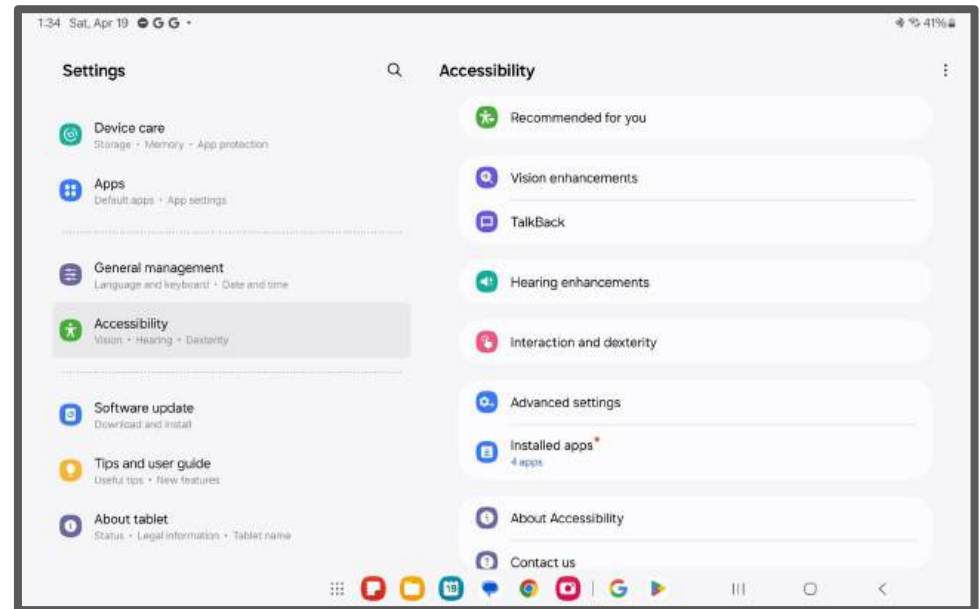 1:34 Sat, Apr 19
41%
Settings
Device care
Storage • Memory • App protection
Apps
Default apps • App settings
General management
Language and keyboard • Date and time
Accessibility
Vision • Hearing • Dexterity
Software update
Download and install
Tips and user guide
Useful tips • New features
About tablet
Status • Legal information • Tablet name
Accessibility
Recommended for you
Vision enhancements
TalkBack
Hearing enhancements
Interaction and dexterity
Advanced settings
Installed apps
4 apps
About Accessibility
Contact us
19